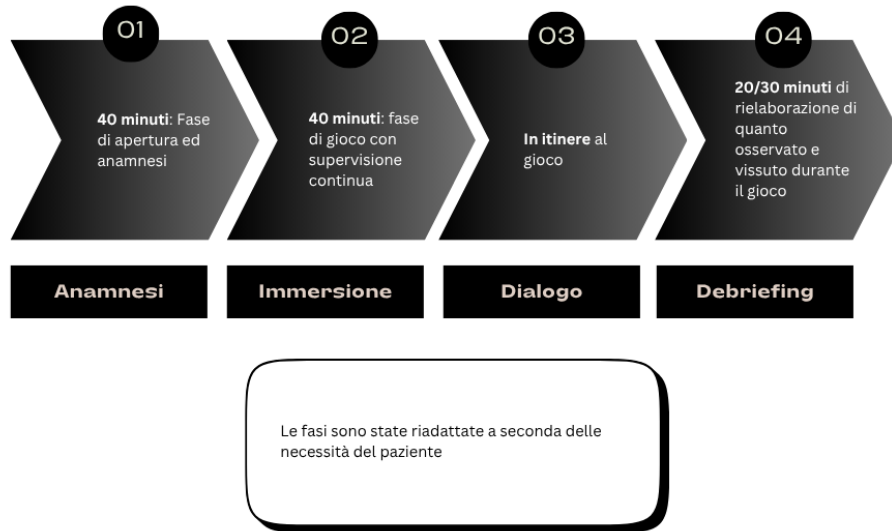 01
40 minuti: Fase
di apertura ed
anamnesi
Anamnesi
02
40 minuti: fase
di gioco con
supervisione
continua
Immersione
03
In itinere al
gioco
Dialogo
04
20/30 minuti di
rielaborazione di
quanto
osservato e
vissuto durante
il gioco
Debriefing
Le fasi sono state riadattate a seconda delle
necessità del paziente